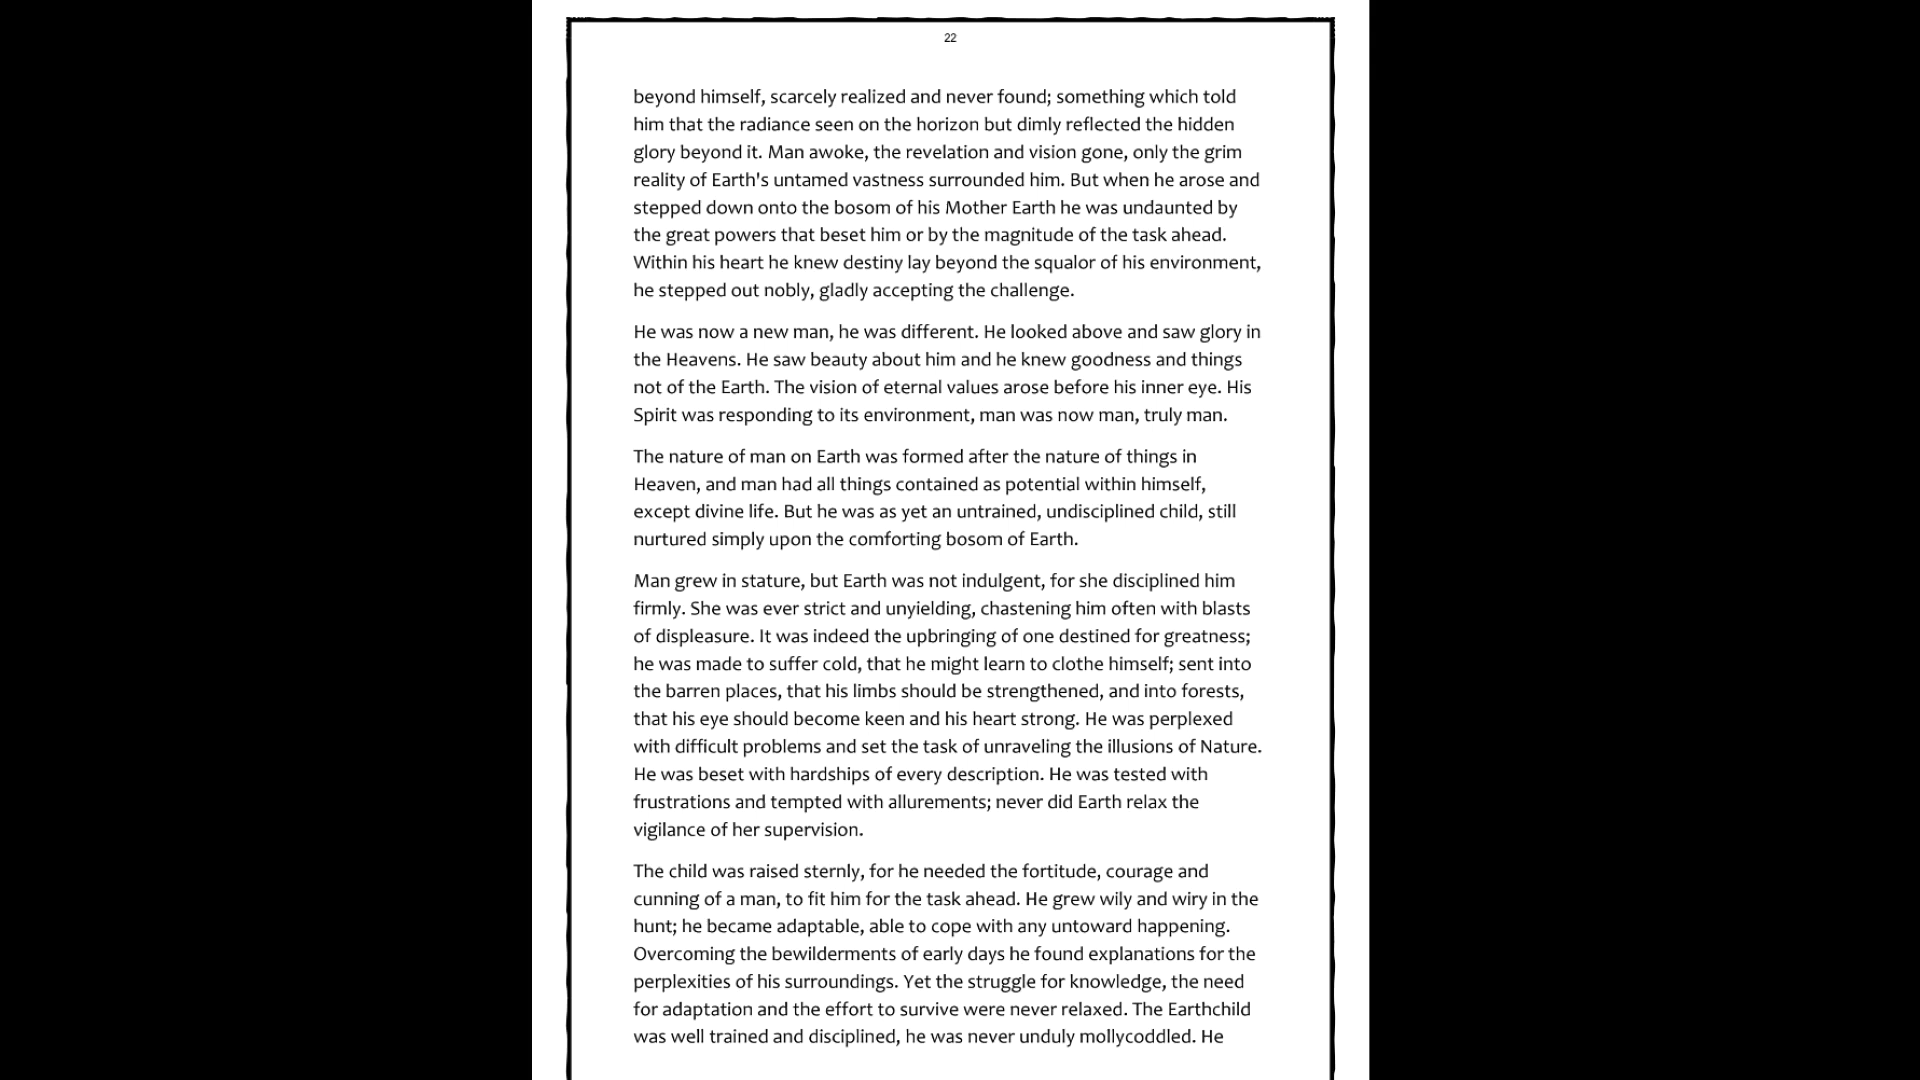 22
beyond himself, scarcely realized and never found; something which told
him that the radiance seen on the horizon but dimly reflected the hidden
glory beyond it. Man awoke, the revelation and vision gone, only the grim
reality of Earth's untamed vastness surrounded him. But when he arose and
stepped down onto the bosom of his Mother Earth he was undaunted by
the great powers that beset him or by the magnitude of the task ahead.
Within his heart he knew destiny lay beyond the squalor of his environment,
he stepped out nobly, gladly accepting the challenge.
He was now a new man, he was different. He looked above and saw glory in
the Heavens. He saw beauty about him and he knew goodness and things
not of the Earth. The vision of eternal values arose before his inner eye. His
Spirit was responding to its environment, man was now man, truly man.
The nature of man on Earth was formed after the nature of things in
Heaven, and man had all things contained as potential within himself,
except divine life. But he was as yet an untrained, undisciplined child, still
nurtured simply upon the comforting bosom of Earth.
Man grew in stature, but Earth was not indulgent, for she disciplined him
firmly. She was ever strict and unyielding, chastening him often with blasts
of displeasure. It was indeed the upbringing of one destined for greatness;
he was made to suffer cold, that he might learn to clothe himself; sent into
the barren places, that his limbs should be strengthened, and into forests,
that his eye should become keen and his heart strong. He was perplexed
with difficult problems and set the task of unraveling the illusions of Nature.
He was beset with hardships of every description. He was tested with
frustrations and tempted with allurements; never did Earth relax the
vigilance of her supervision.
The child was raised sternly, for he needed the fortitude, courage and
cunning of a man, to fit him for the task ahead. He grew wily and wiry in the
hunt; he became adaptable, able to cope with any untoward happening.
Overcoming the bewilderments of early days he found explanations for the
perplexities of his surroundings. Yet the struggle for knowledge, the need
for adaptation and the effort to survive were never relaxed. The Earthchild
was well trained and disciplined, he was never unduly mollycoddled. He